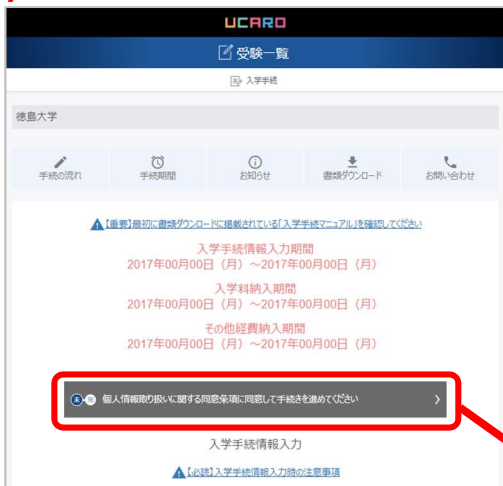 UCARO
受験一覧
入学手続
徳島大学
手続の流れ
手続期間
お知らせ
書類ダウンロード
お問い合わせ
【重要】最初に書類ダウンロードに掲載されている「入学手続マニュアル」を確認してください
入学手続情報入力期間
2017年00月00日（月）～2017年00月00日（月）
入学料納入期間
2017年00月00日（月）～2017年00月00日（月）
その他経費納入期間
2017年00月00日（月）～2017年00月00日（月）
未 完 個人情報取り扱いに関する同意条項に同意して手続きを進めてください
入学手続情報入力
【必読】入学手続情報入力時の注意事項